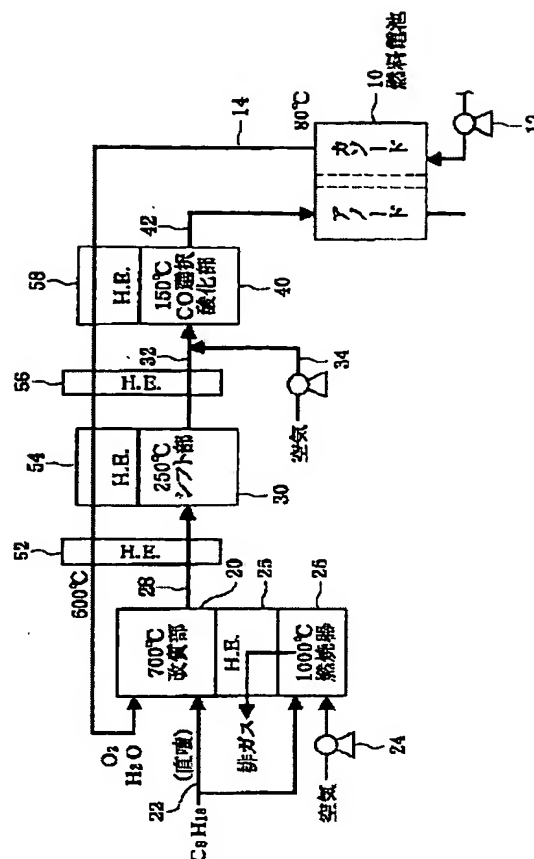 58
H.E.
150℃
CO選択
酸化部
40
42
14
80℃
10
燃料電池
カソード
アノード
12
56
H.E.
32
34
空気
54
H.E.
250℃
シフト部
30
52
H.E.
28
600℃
20
25
26
700℃
改質部
H.E.
1000℃
燃焼器
排ガス
O₂
H₂O
(直噴)
22
C₈H₁₈
空気
24